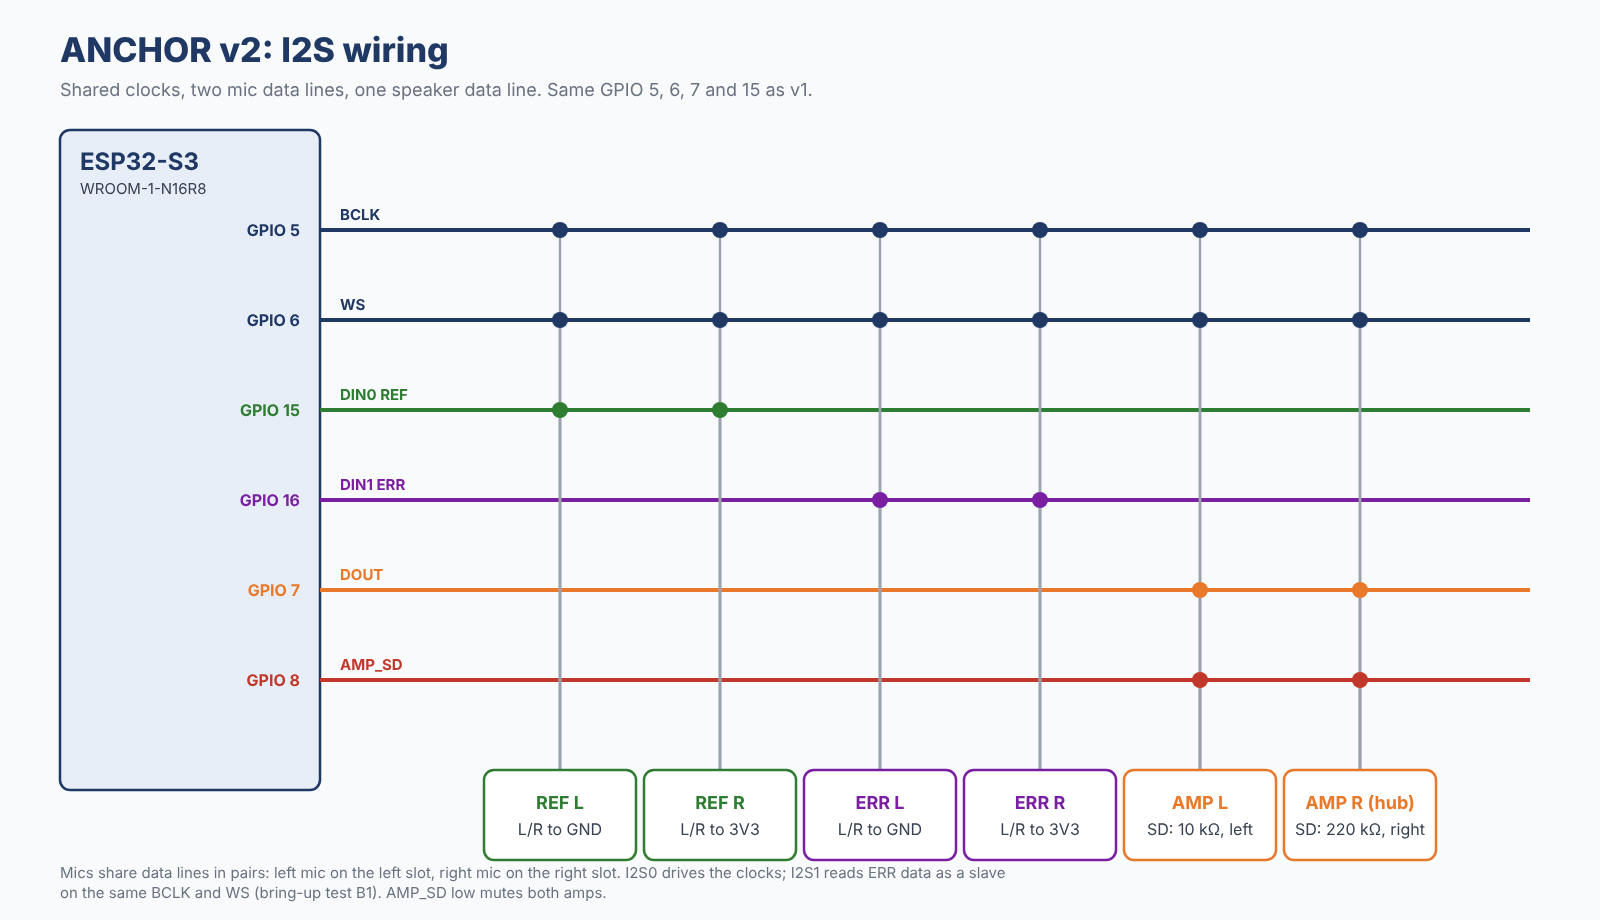 ANCHOR v2: I2S wiring
Shared clocks, two mic data lines, one speaker data line. Same GPIO 5, 6, 7 and 15 as v1.
ESP32-S3
WROOM-1-N16R8
BCLK
GPIO 5
WS
GPIO 6
DIN0 REF
GPIO 15
DIN1 ERR
GPIO 16
DOUT
GPIO 7
AMP_SD
GPIO 8
REF L
L/R to GND
REF R
L/R to 3V3
ERR L
L/R to GND
ERR R
L/R to 3V3
AMP L
SD: 10 kΩ, left
AMP R (hub)
SD: 220 kΩ, right
Mics share data lines in pairs: left mic on the left slot, right mic on the right slot. I2S0 drives the clocks; I2S1 reads ERR data as a slave
on the same BCLK and WS (bring-up test B1). AMP_SD low mutes both amps.